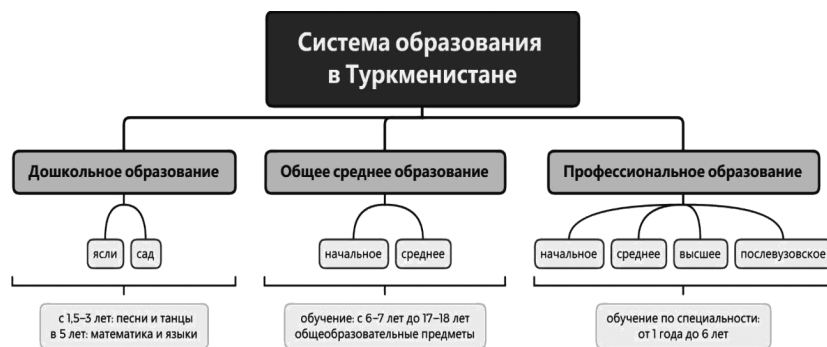 Система образования
в Туркменистане
Дошкольное образование
Общее среднее образование
Профессиональное образование
ясли
сад
начальное
среднее
начальное
среднее
высшее
послевузовское
с 1,5–3 лет: песни и танцы
в 5 лет: математика и языки
обучение: с 6–7 лет до 17–18 лет
общеобразовательные предметы
обучение по специальности:
от 1 года до 6 лет